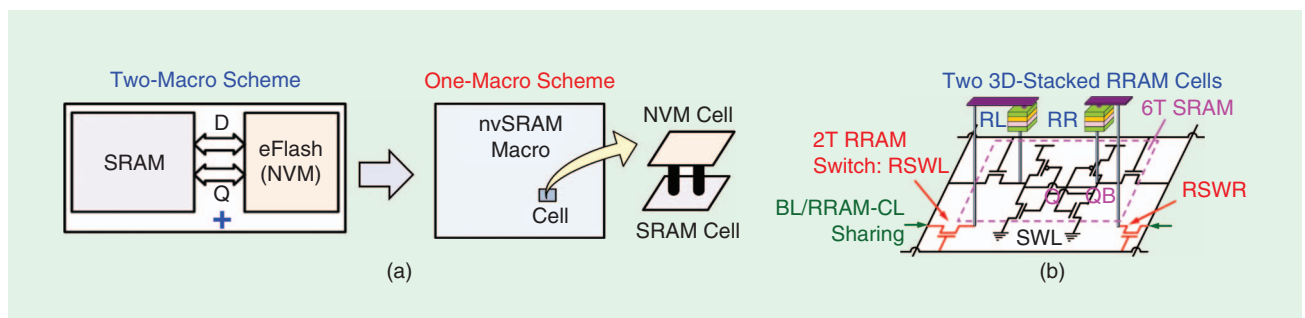 Two-Macro Scheme
SRAM
D
Q
+
eFlash
(NVM)
One-Macro Scheme
nvSRAM
Macro
Cell
NVM Cell
SRAM Cell
(a)
Two 3D-Stacked RRAM Cells
RL
RR
6T SRAM
2T RRAM
Switch: RSWL
Q
QB
RSWR
BL/RRAM-CL
Sharing
SWL
(b)